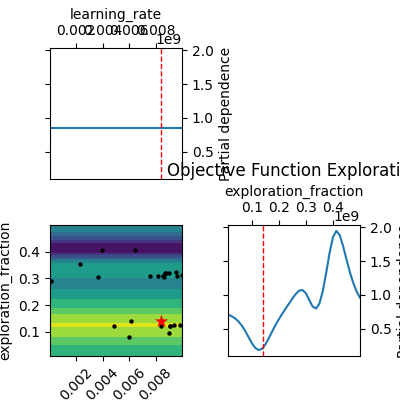 learning_rate
0.002 0.004 0.006 0.008
1e9
2.0
1.5
1.0
0.5
Partial dependence
Objective Function Explorati
exploration_fraction
0.1 0.2 0.3 0.4
1e9
exploration_fraction
0.4
0.3
0.2
0.1
0.002 0.004 0.006 0.008
2.0
1.5
1.0
0.5
Partial dependence